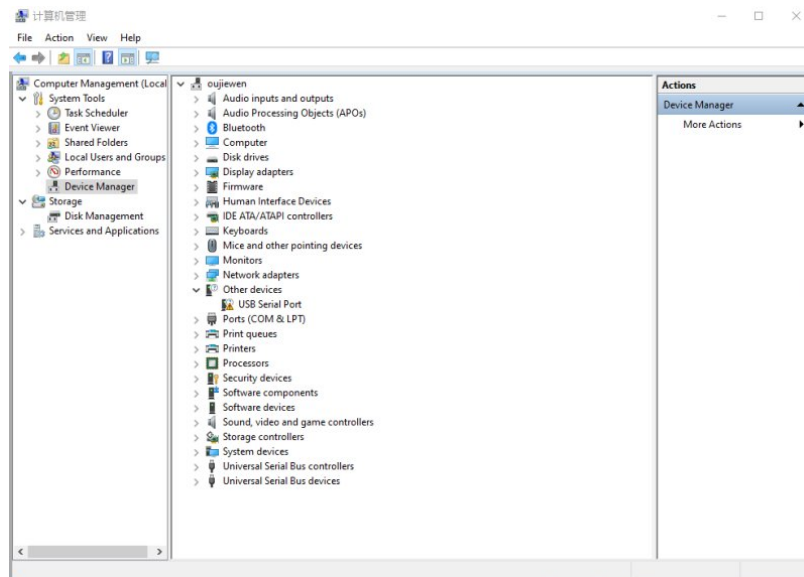 计算机管理
File Action View Help
Computer Management (Local
System Tools
Task Scheduler
Event Viewer
Shared Folders
Local Users and Groups
Performance
Device Manager
Storage
Disk Management
Services and Applications
oujiewen
Audio inputs and outputs
Audio Processing Objects (APOs)
Bluetooth
Computer
Disk drives
Display adapters
Firmware
Human Interface Devices
IDE ATA/ATAPI controllers
Keyboards
Mice and other pointing devices
Monitors
Network adapters
Other devices
USB Serial Port
Ports (COM & LPT)
Print queues
Printers
Processors
Security devices
Software components
Software devices
Sound, video and game controllers
Storage controllers
System devices
Universal Serial Bus controllers
Universal Serial Bus devices
Actions
Device Manager
More Actions